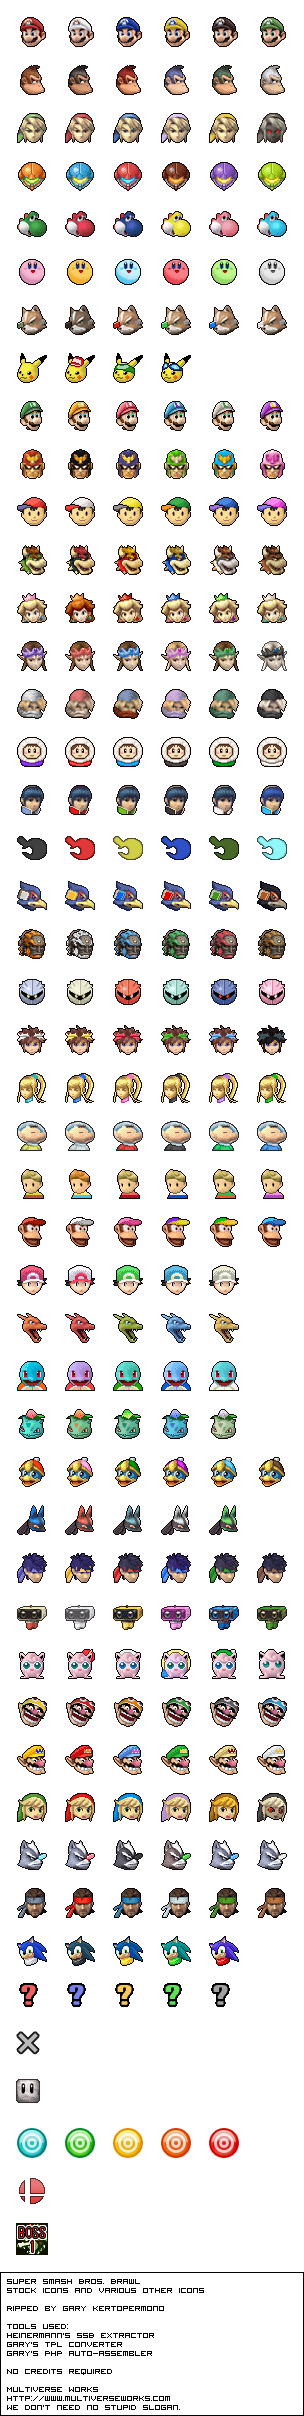 ?
?
?
?
?
BOSS
1
SUPER SMASH BROS. BRAWL
STOCK ICONS AND VARIOUS OTHER ICONS
RIPPED BY GARY KERTOPERMONO
TOOLS USED:
HEINERMANN'S SSB EXTRACTOR
GARY'S TPL CONVERTER
GARY'S PHP AUTO-ASSEMBLER
NO CREDITS REQUIRED
MULTIVERSE WORKS
HTTP://WWW.MULTIVERSEWORKS.COM
WE DON'T NEED NO STUPID SLOGAN.